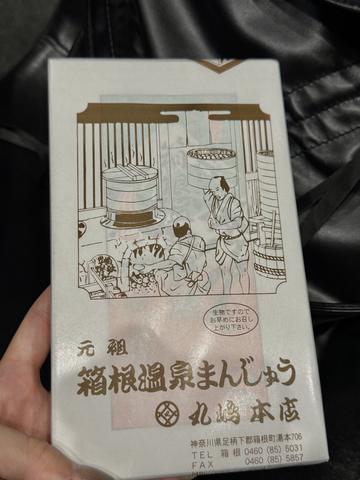 生物ですので
お早めにお召し
上がり下さい。
元祖
箱根温泉まんじゅう
丸嶋本店
神奈川県足柄下郡箱根町湯本706
TEL 箱根 0460(85)5031
FAX 0460(85)5857